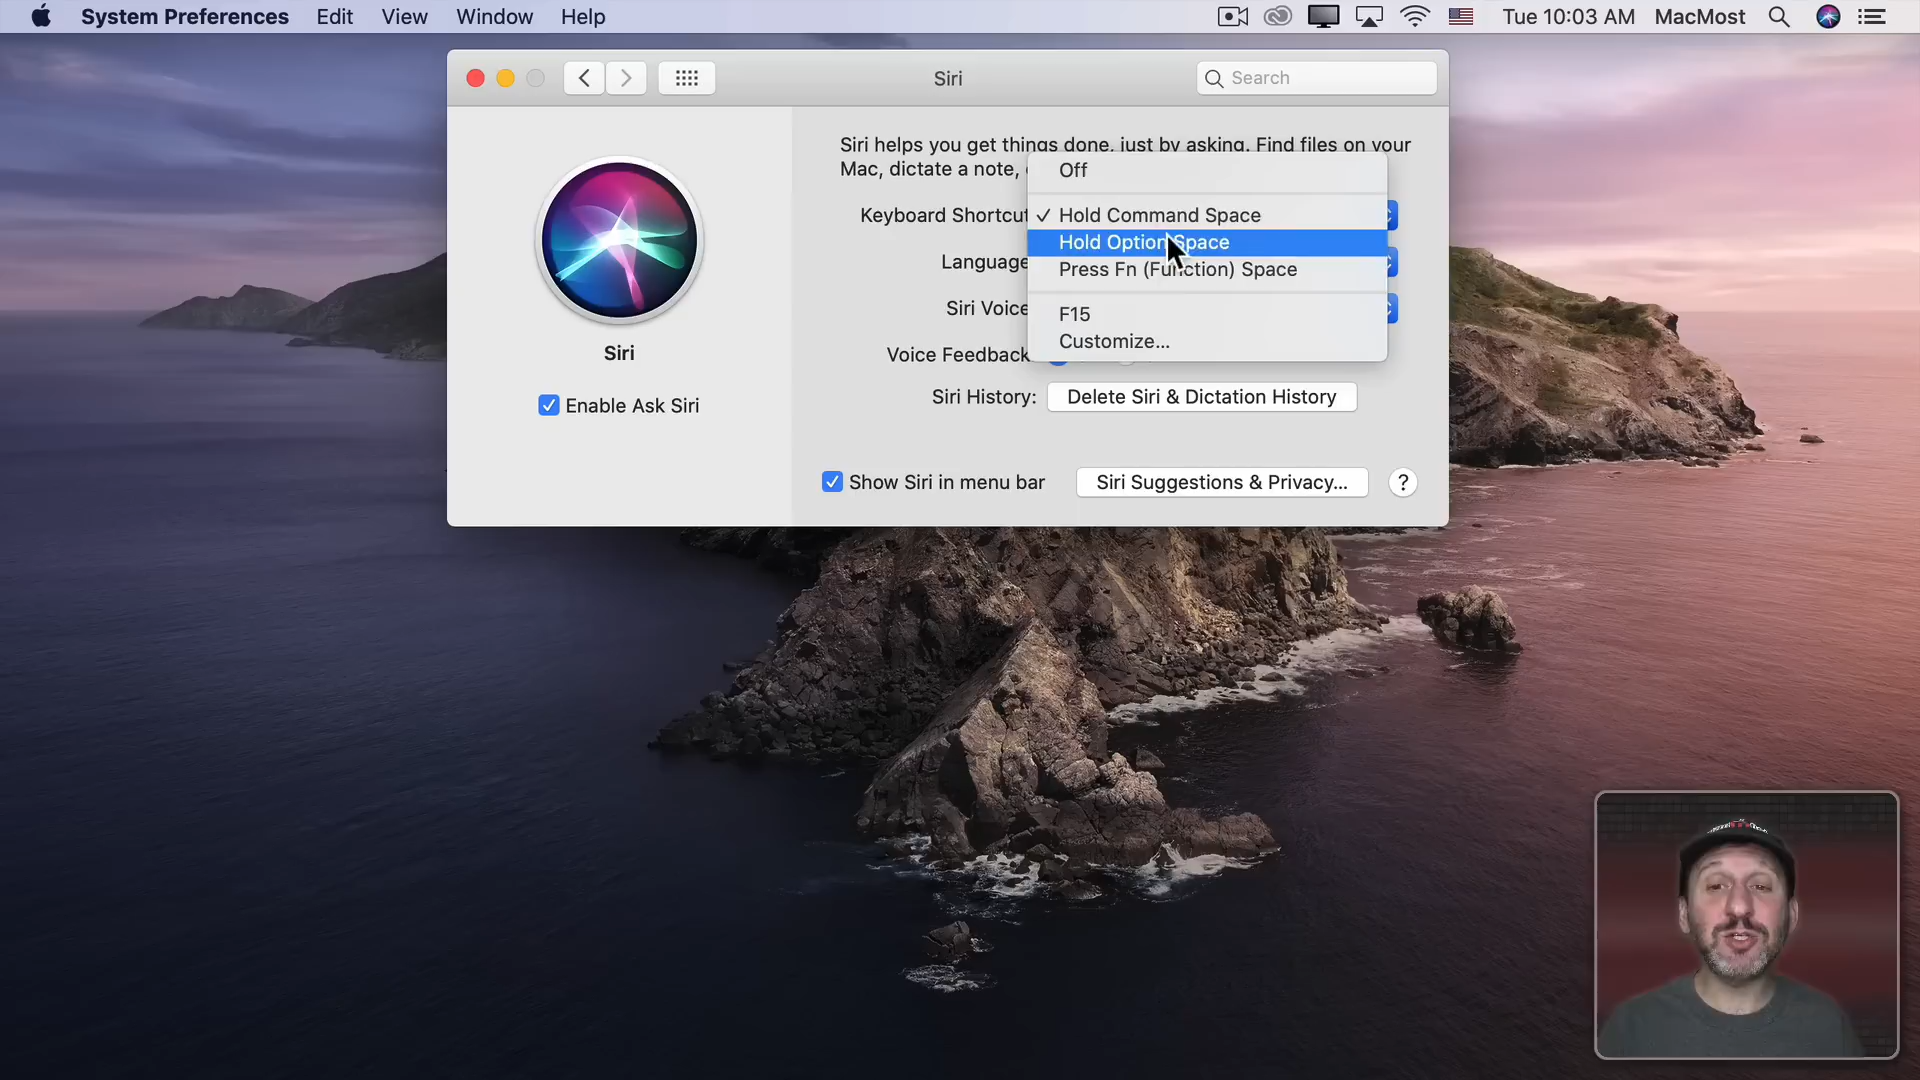 System Preferences Edit View Window Help Tue 10:03 AM MacMost
Siri
Search
Siri helps you get things done, just by asking. Find files on your
Mac, dictate a note,
Off
Keyboard Shortcut ✓ Hold Command Space
Hold Option Space
Language Press Fn (Function) Space
Siri Voice F15
Customize...
Siri
Voice Feedback
Enable Ask Siri
Siri History: Delete Siri & Dictation History
Show Siri in menu bar Siri Suggestions & Privacy... ?